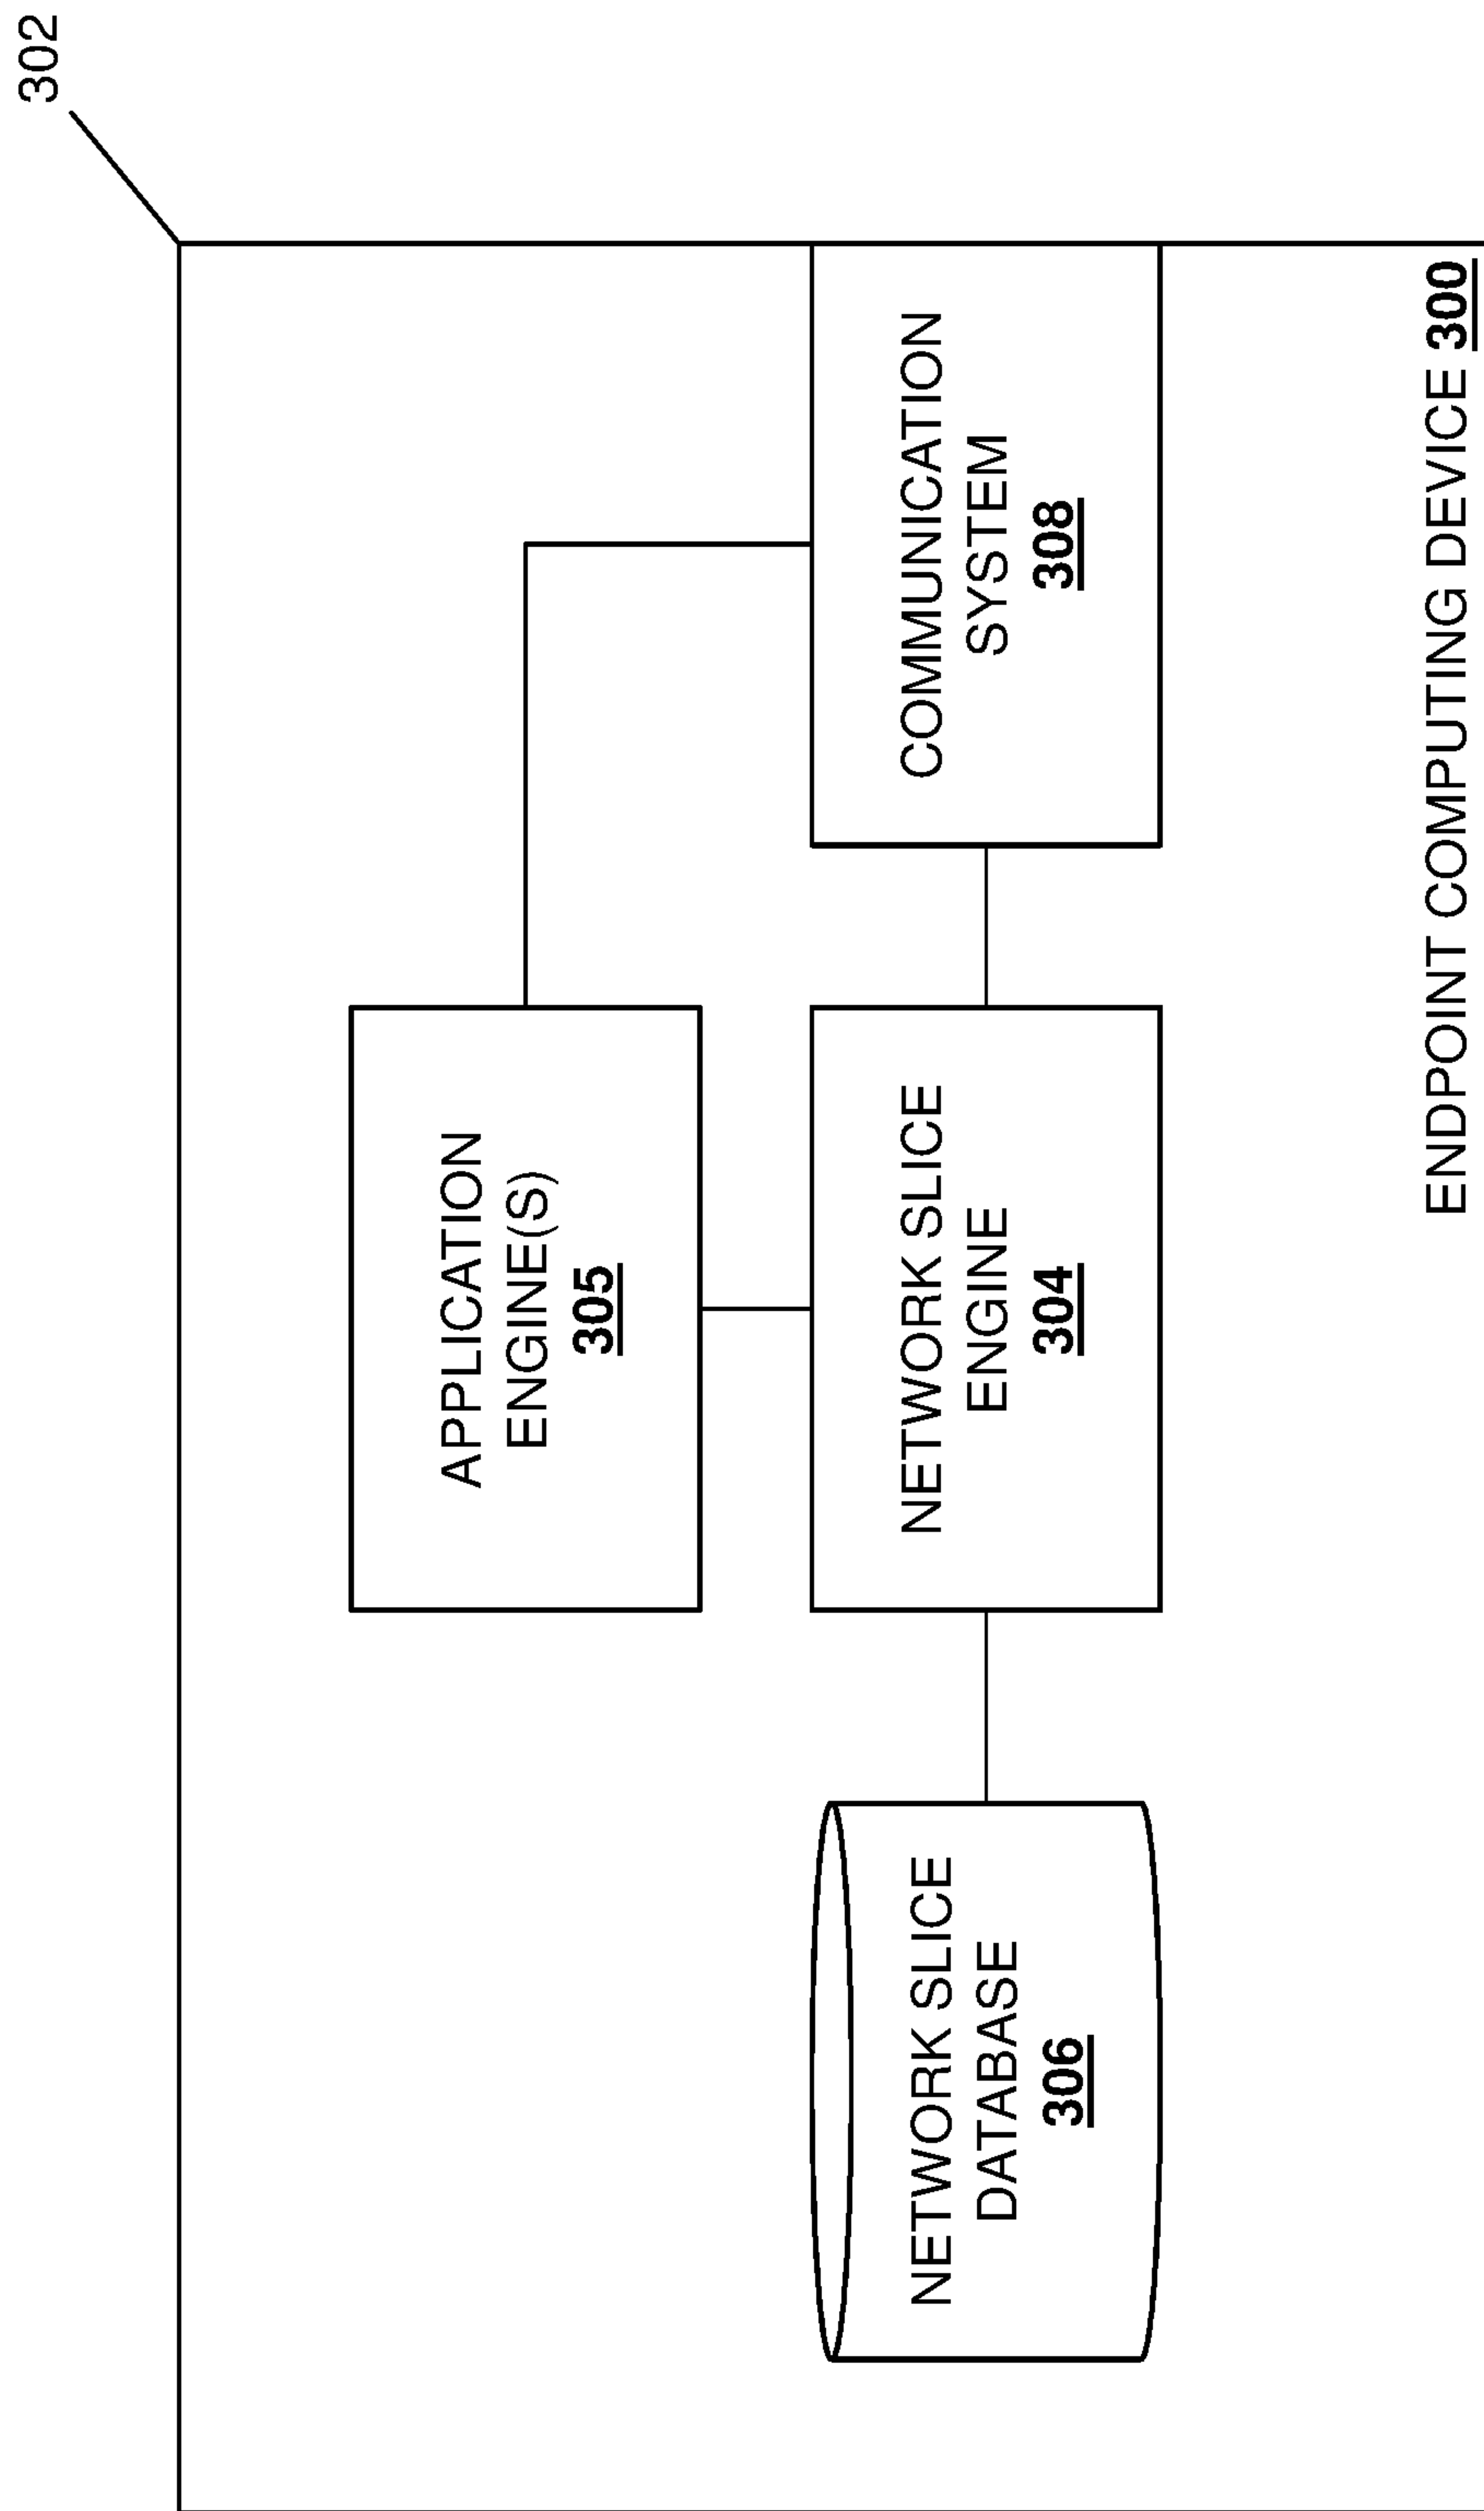 302
APPLICATION
ENGINE(S)
305
NETWORK SLICE
DATABASE
306
NETWORK SLICE
ENGINE
304
COMMUNICATION
SYSTEM
308
ENDPOINT COMPUTING DEVICE 300